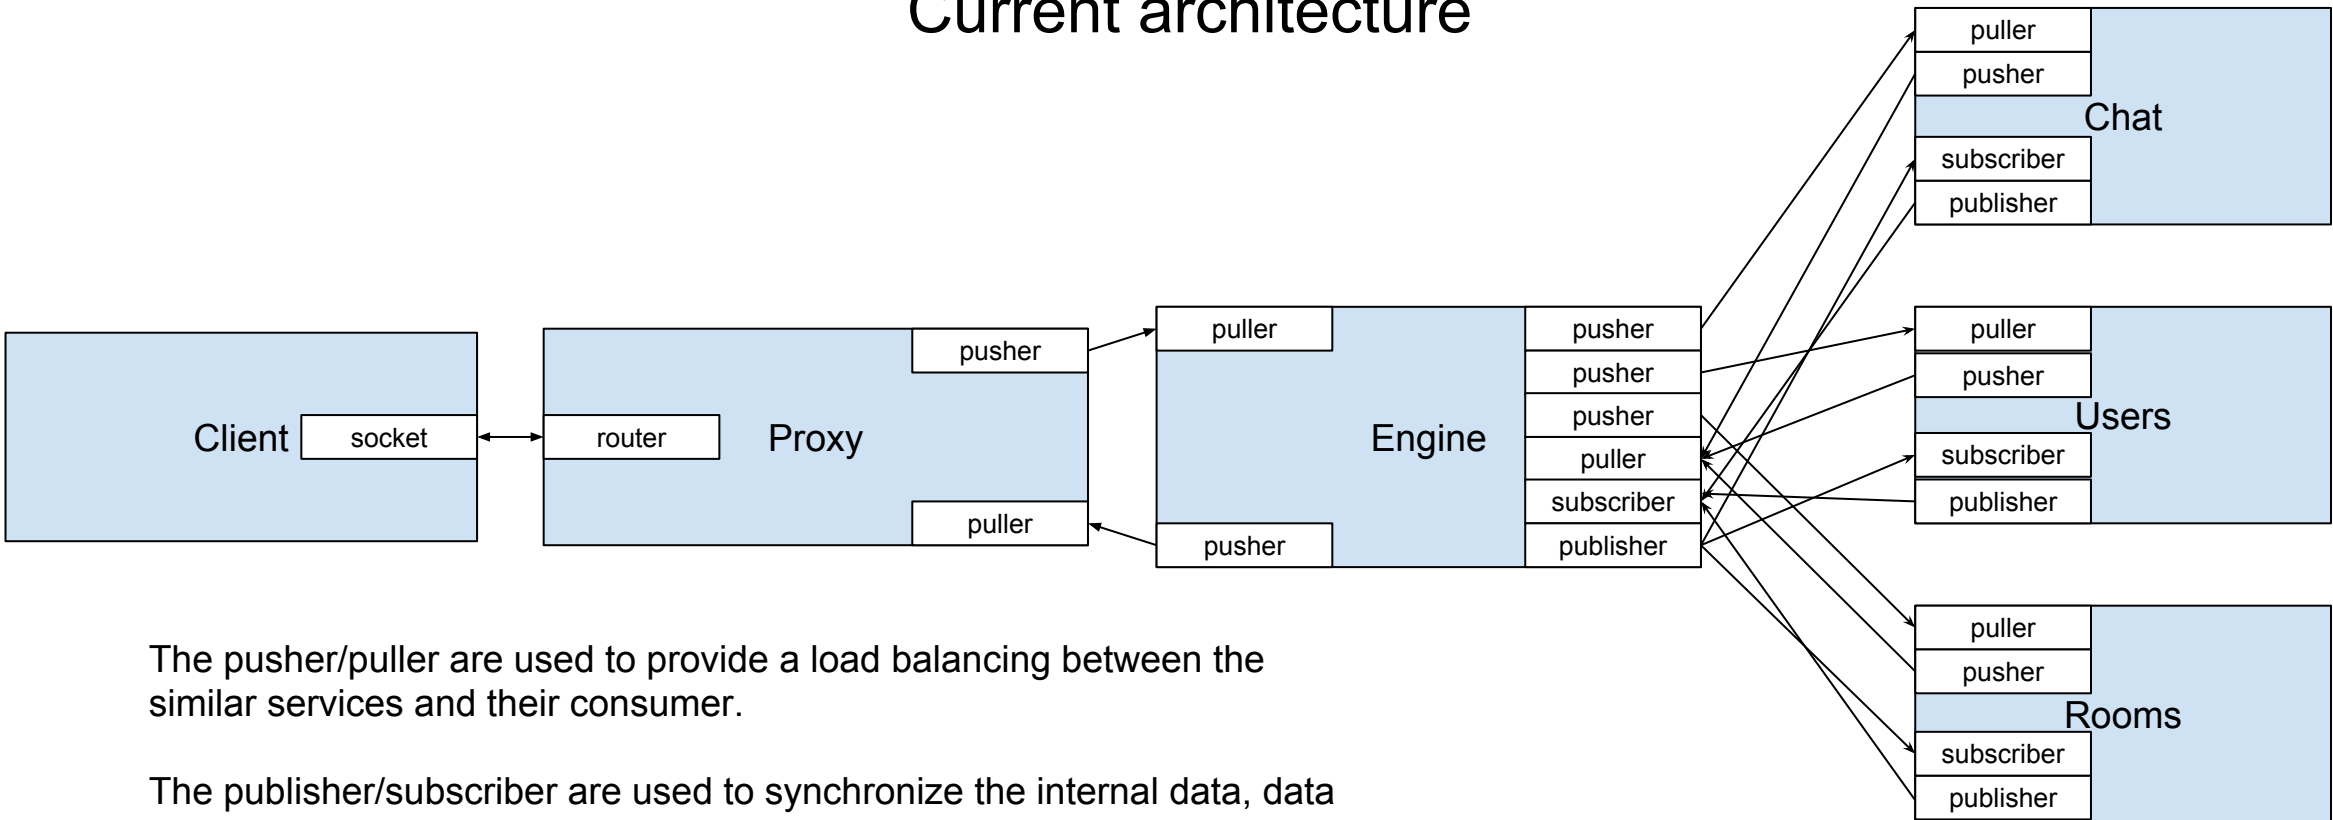 Current architecture
puller
pusher
Chat
subscriber
publisher
Client
socket
router
Proxy
pusher
puller
puller
pusher
Engine
pusher
pusher
pusher
puller
subscriber
publisher
puller
pusher
Users
subscriber
publisher
puller
pusher
Rooms
subscriber
publisher
The pusher/puller are used to provide a load balancing between the
similar services and their consumer.
The publisher/subscriber are used to synchronize the internal data, data